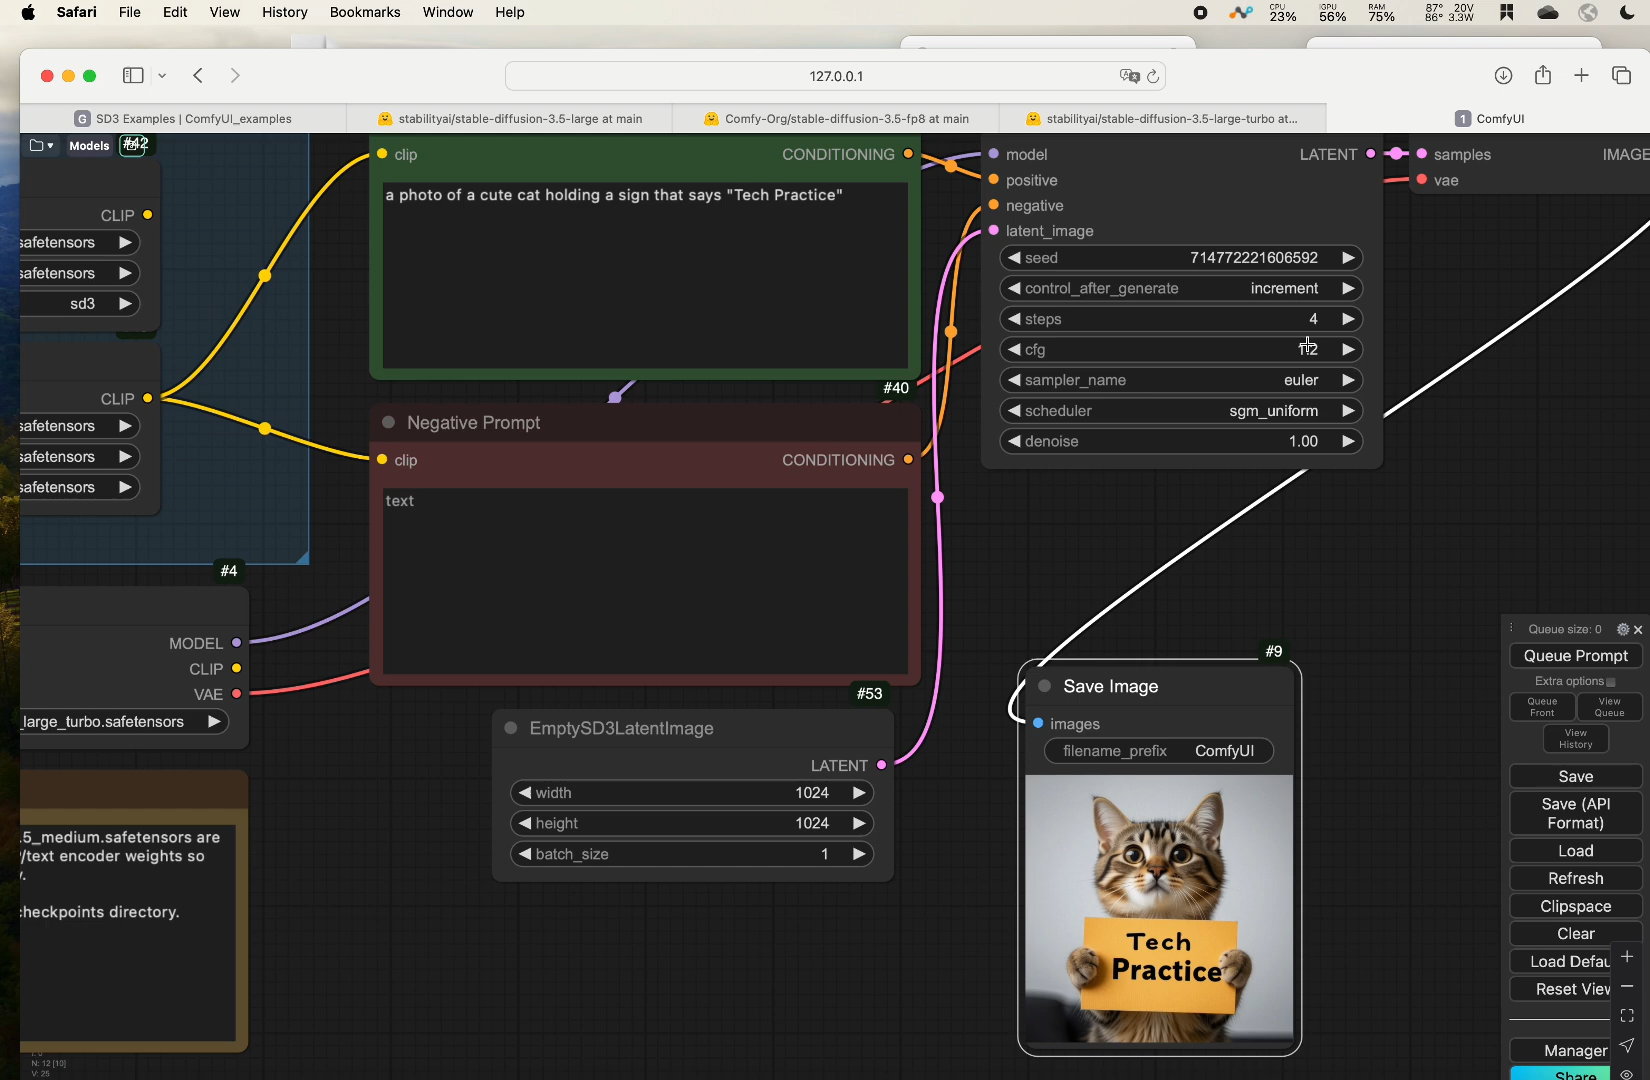 Safari File Edit View History Bookmarks Window Help
CPU 23% IGPU 56% RAM 75% 87° 86° 20V 3.3W
127.0.0.1
G SD3 Examples | ComfyUI_examples
stabilityai/stable-diffusion-3.5-large at main
Comfy-Org/stable-diffusion-3.5-fp8 at main
stabilityai/stable-diffusion-3.5-large-turbo at...
1 ComfyUI
Models
#42
CLIP
safetensors
safetensors
sd3
CLIP
safetensors
safetensors
safetensors
clip CONDITIONING
a photo of a cute cat holding a sign that says "Tech Practice"
#40
Negative Prompt
clip CONDITIONING
text
model LATENT
positive
negative
latent_image
seed 714772221606592
control_after_generate increment
steps 4
cfg 1.2
sampler_name euler
scheduler sgm_uniform
denoise 1.00
samples IMAGE
vae
#4
MODEL
CLIP
VAE
large_turbo.safetensors
#53
EmptySD3LatentImage
LATENT
width 1024
height 1024
batch_size 1
.5_medium.safetensors are
/text encoder weights so
checkpoints directory.
N: 12 [10]
V: 25
#9
Save Image
images
filename_prefix ComfyUI
Tech
Practice
Queue size: 0
Queue Prompt
Extra options
Queue Front
View Queue
View History
Save
Save (API
Format)
Load
Refresh
Clipspace
Clear
Load Defau
Reset View
Manager
Share